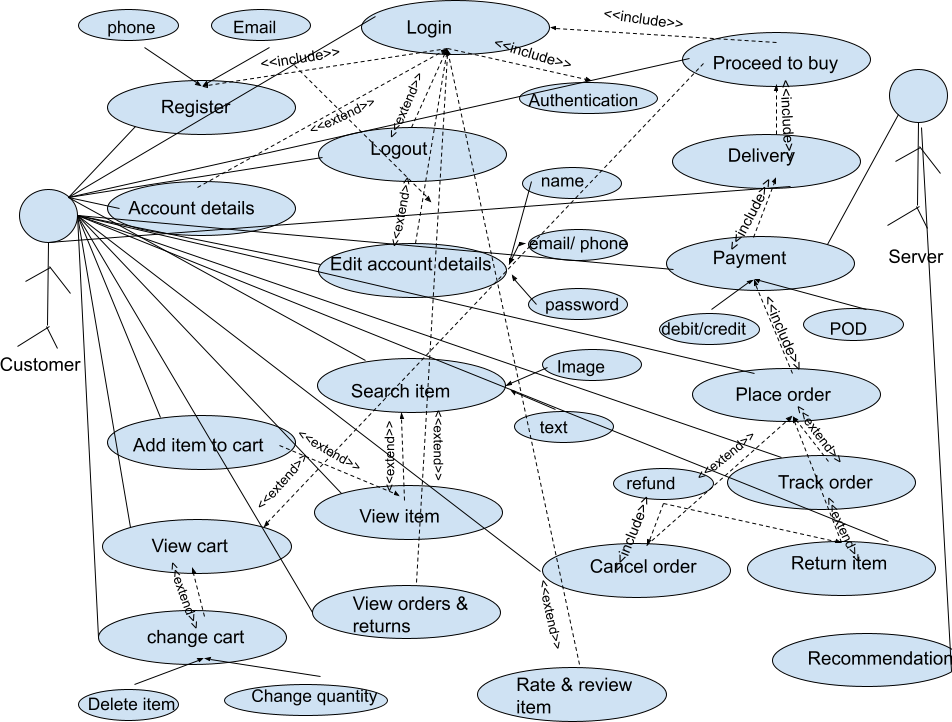 phone
Email
Login
<<include>>
<<include>>
<<include>>
Proceed to buy
Register
<<extend>>
<<extend>>
Authentication
<<include>>
Logout
Delivery
name
Account details
<<extend>>
<<include>>
email/ phone
Edit account details
Payment
Server
password
debit/credit
POD
<<include>>
Customer
Image
Search item
Place order
text
Add item to cart
<<extend>>
<<extend>>
<<extend>>
<<extend>>
<<extend>>
<<extend>>
refund
Track order
View item
<<include>>
<<extend>>
View cart
Cancel order
Return item
<<extend>>
View orders &
returns
<<extend>>
change cart
Recommendation
Delete item
Change quantity
Rate & review
item